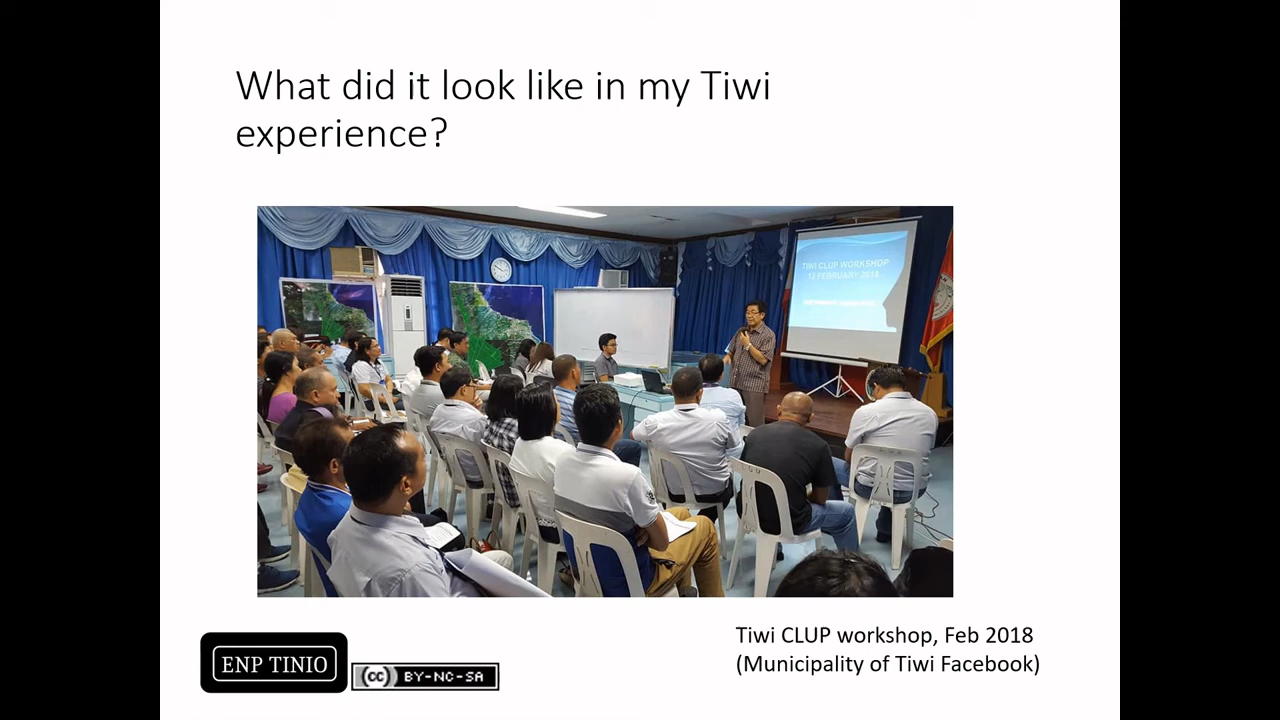 What did it look like in my Tiwi
experience?
TIWI CLUP WORKSHOP
12 FEBRUARY 2018
Tiwi CLUP workshop, Feb 2018
(Municipality of Tiwi Facebook)
ENP TINIO
cc BY-NC-SA